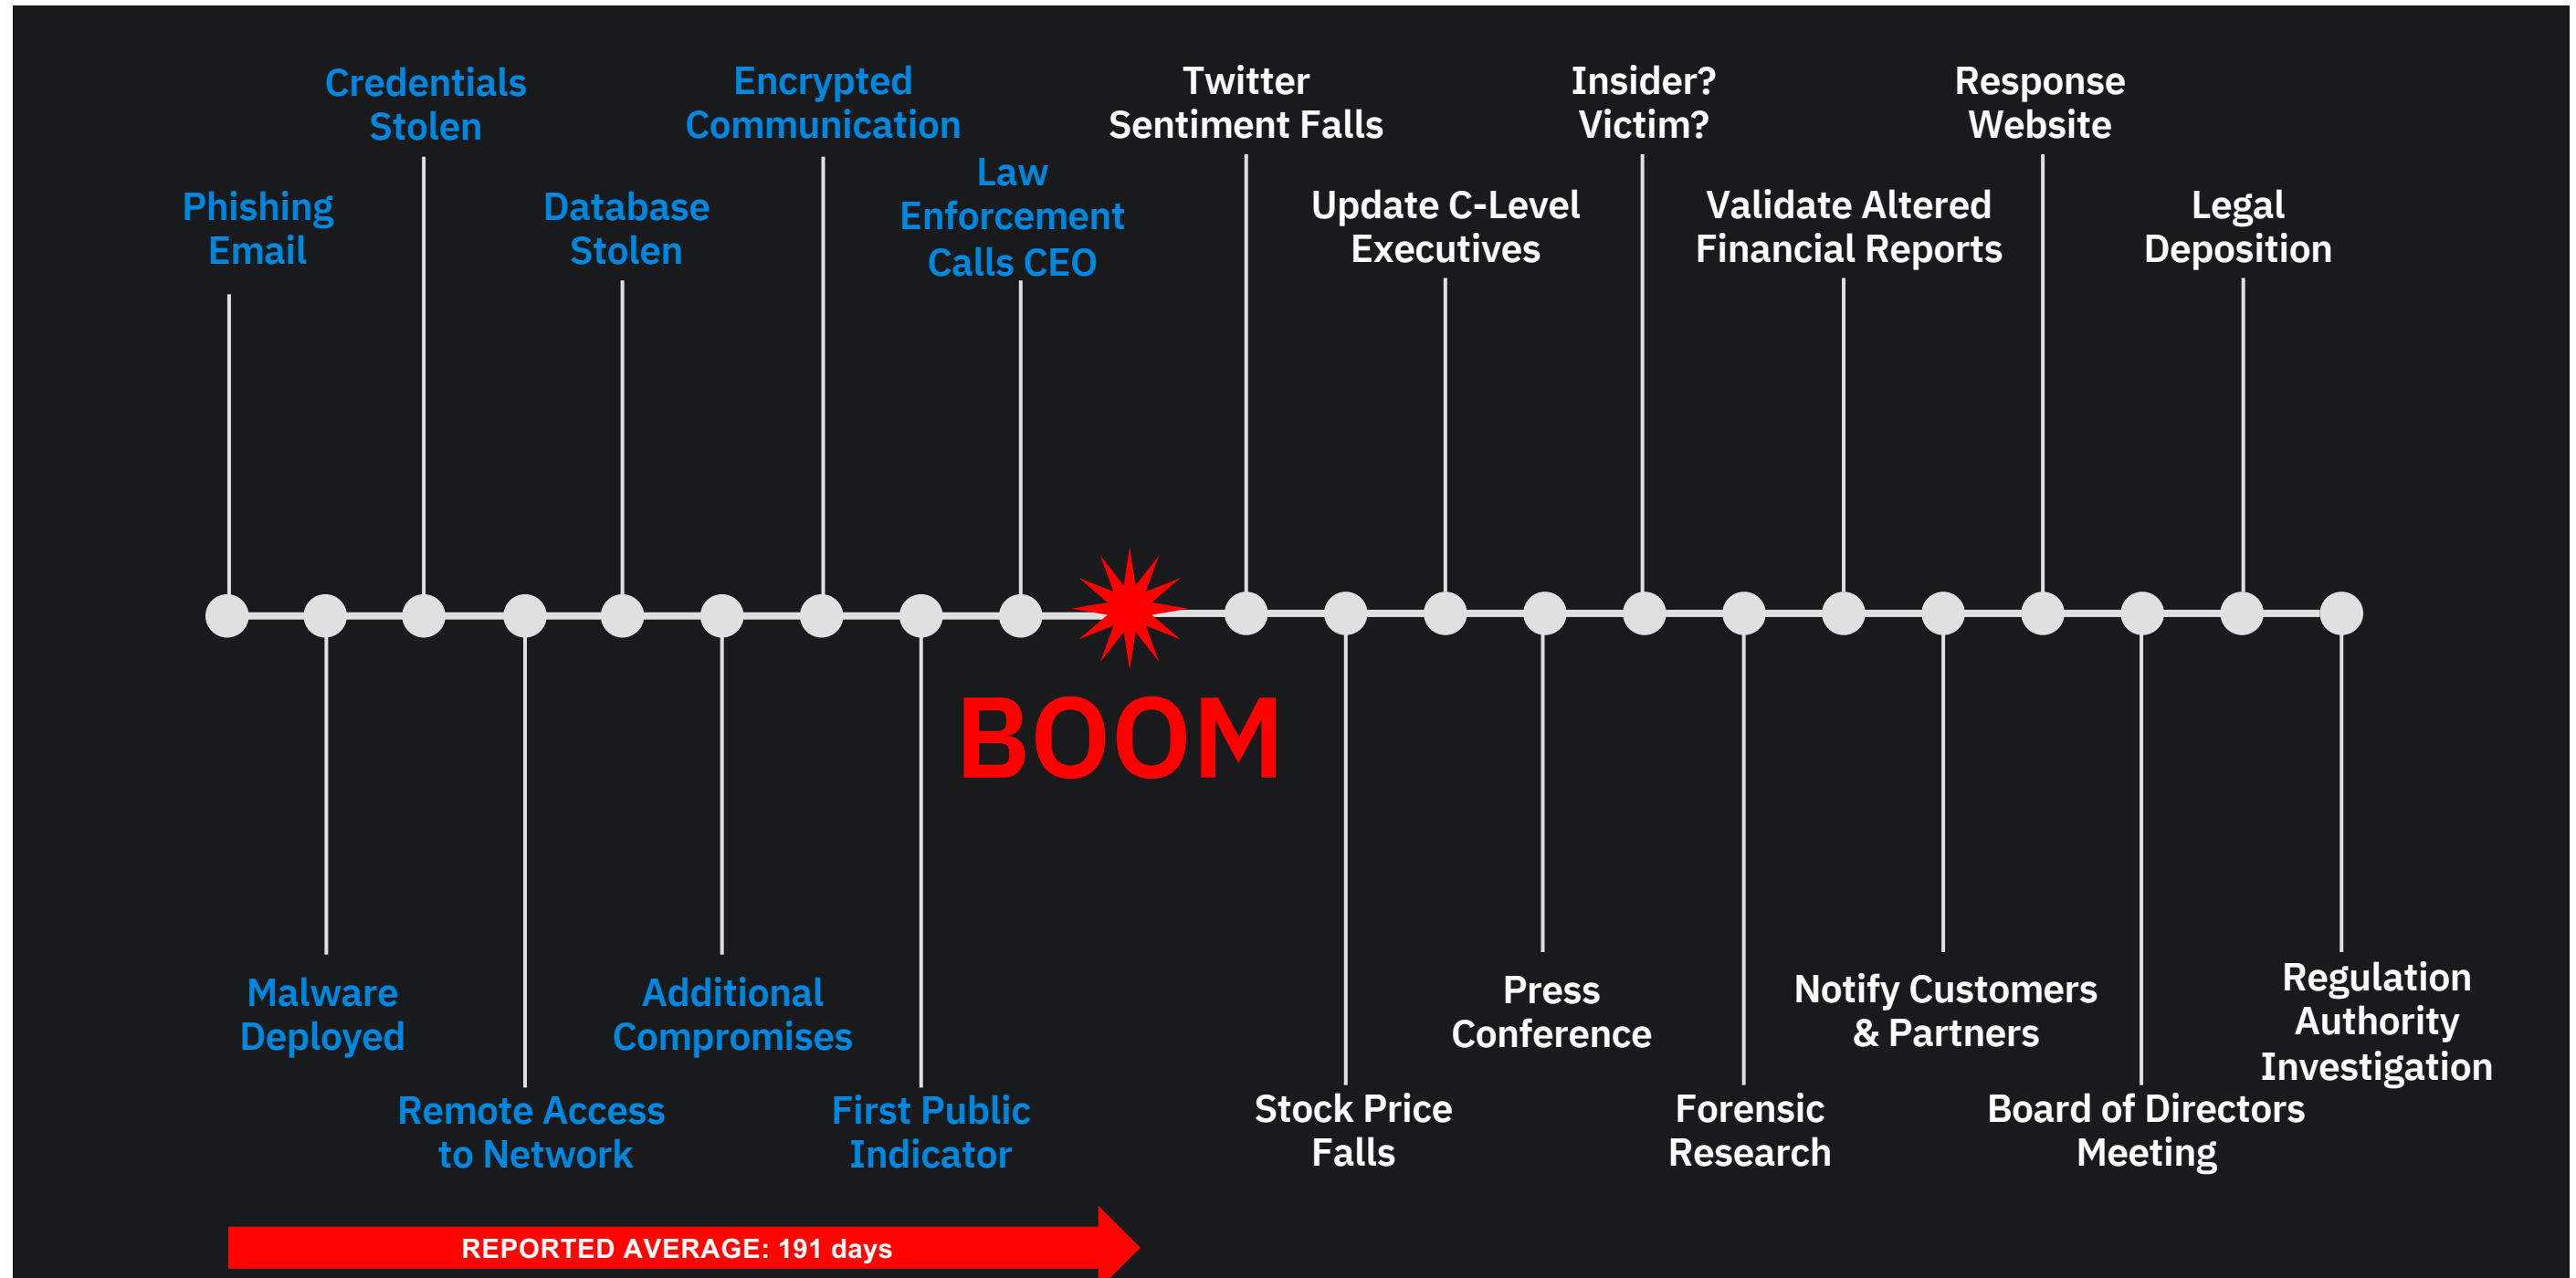 Credentials
Stolen
Encrypted
Communication
Twitter
Sentiment Falls
Insider?
Victim?
Response
Website
Phishing
Email
Database
Stolen
Law
Enforcement
Calls CEO
Update C-Level
Executives
Validate Altered
Financial Reports
Legal
Deposition
BOOM
Malware
Deployed
Additional
Compromises
Press
Conference
Notify Customers
& Partners
Regulation
Authority
Investigation
Remote Access
to Network
First Public
Indicator
Stock Price
Falls
Forensic
Research
Board of Directors
Meeting
REPORTED AVERAGE: 191 days